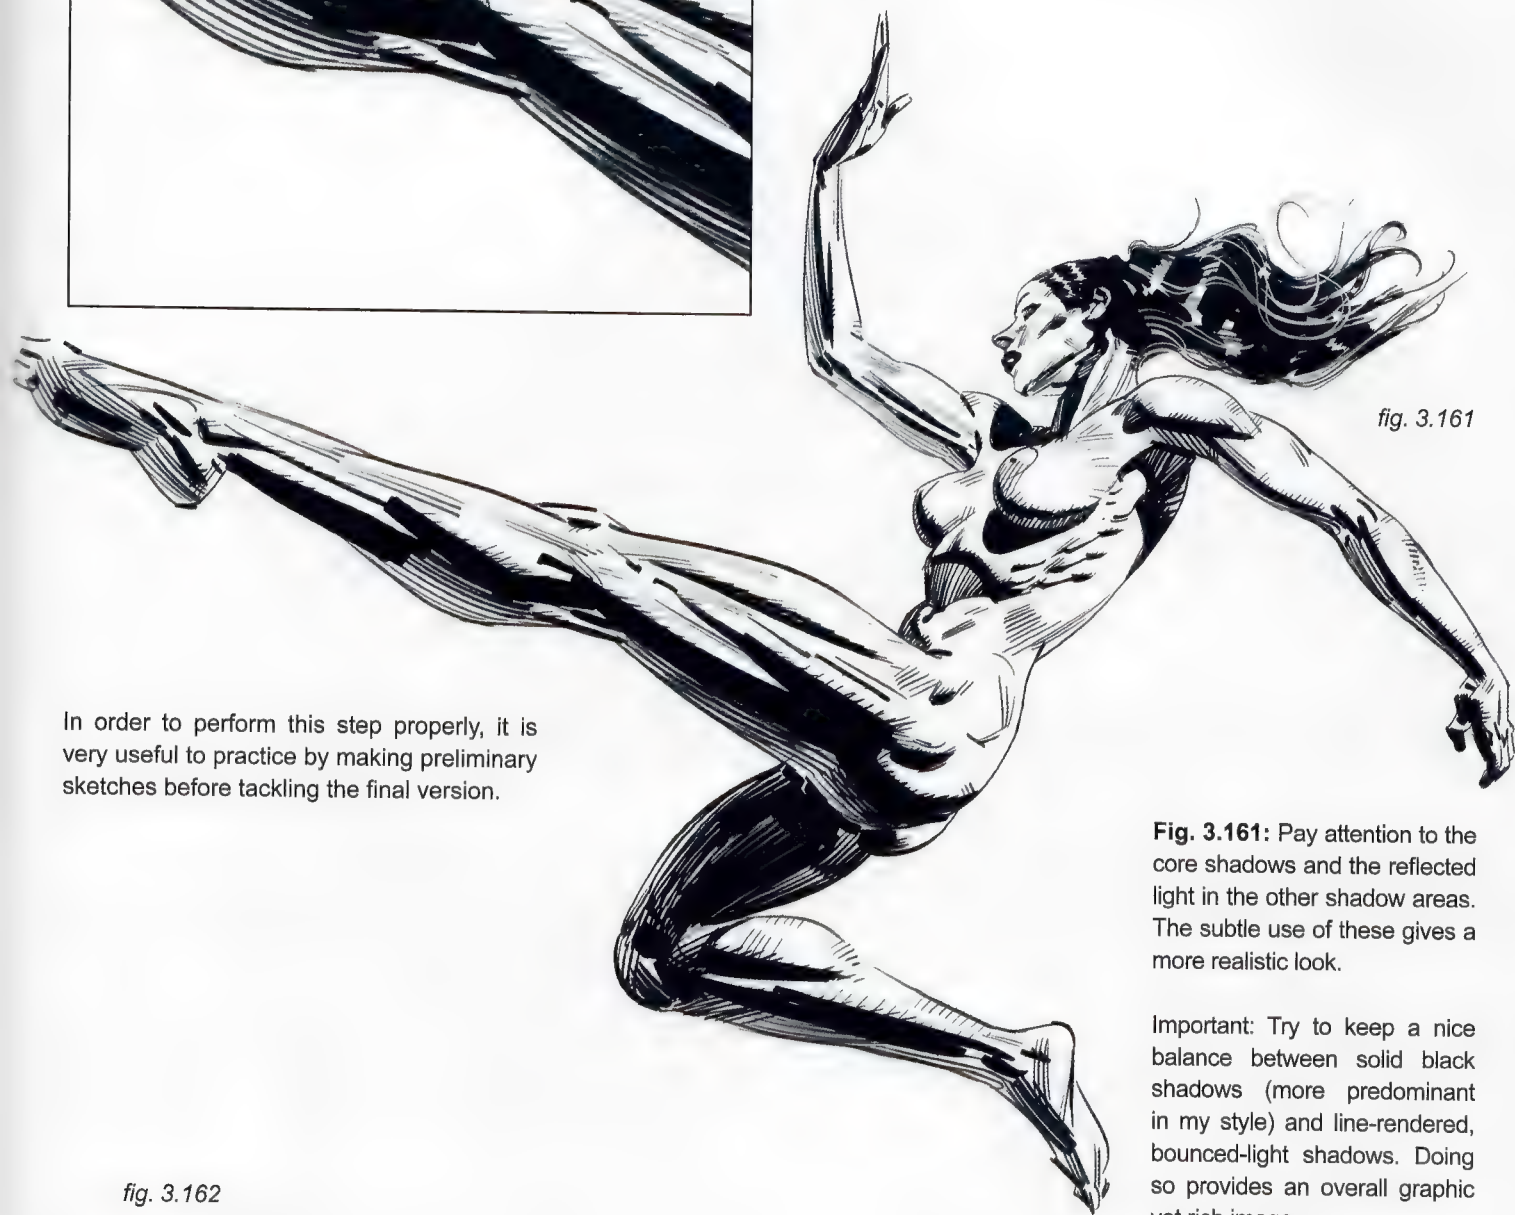 fig. 3.161
In order to perform this step properly, it is
very useful to practice by making preliminary
sketches before tackling the final version.
Fig. 3.161: Pay attention to the
core shadows and the reflected
light in the other shadow areas.
The subtle use of these gives a
more realistic look.
Important: Try to keep a nice
balance between solid black
shadows (more predominant
in my style) and line-rendered,
bounced-light shadows. Doing
so provides an overall graphic
fig. 3.162